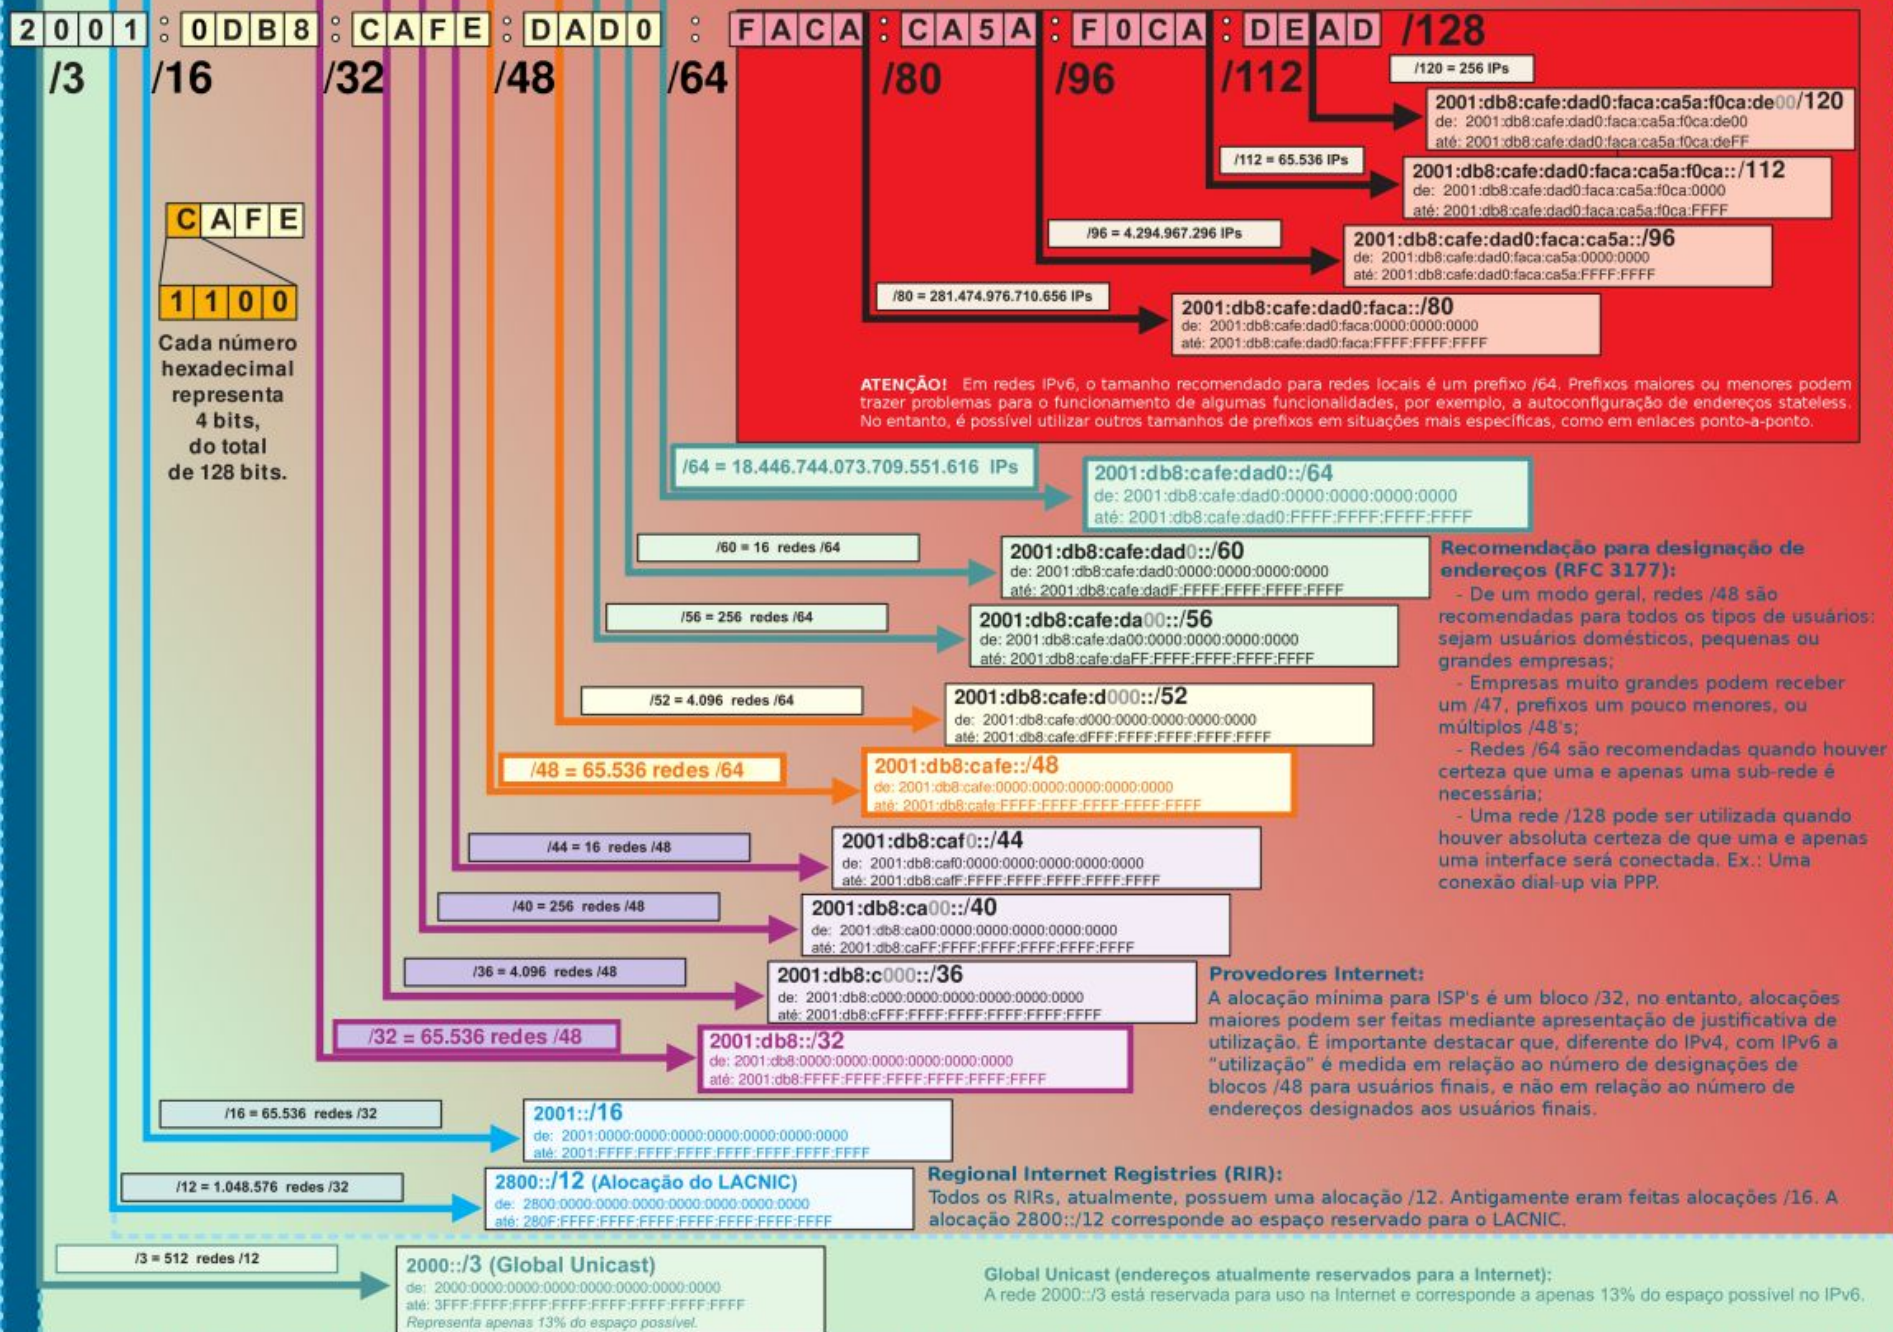 2001:0DB8:CAFE:DAD0:FACA:CA5A:F0CA:DEAD /128
/3 /16 /32 /48 /64 /80 /96 /112
/120 = 256 IPs
2001:db8:cafe:dad0:faca:ca5a:f0ca:de00/120
de: 2001:db8:cafe:dad0:faca:ca5a:f0ca:de00
até: 2001:db8:cafe:dad0:faca:ca5a:f0ca:deFF
/112 = 65.536 IPs
2001:db8:cafe:dad0:faca:ca5a:f0ca::/112
de: 2001:db8:cafe:dad0:faca:ca5a:f0ca:0000
até: 2001:db8:cafe:dad0:faca:ca5a:f0ca:FFFF
/96 = 4.294.967.296 IPs
2001:db8:cafe:dad0:faca:ca5a::/96
de: 2001:db8:cafe:dad0:faca:ca5a:0000:0000
até: 2001:db8:cafe:dad0:faca:ca5a:FFFF:FFFF
/80 = 281.474.976.710.656 IPs
2001:db8:cafe:dad0:faca::/80
de: 2001:db8:cafe:dad0:faca:0000:0000:0000
até: 2001:db8:cafe:dad0:faca:FFFF:FFFF:FFFF
ATENÇÃO! Em redes IPv6, o tamanho recomendado para redes locais é um prefixo /64. Prefixos maiores ou menores podem
trazer problemas para o funcionamento de algumas funcionalidades, por exemplo, a autoconfiguração de endereços stateless.
No entanto, é possível utilizar outros tamanhos de prefixos em situações mais específicas, como em enlaces ponto-a-ponto.
CAFE
1100
Cada número
hexadecimal
representa
4 bits,
do total
de 128 bits.
/64 = 18.446.744.073.709.551.616 IPs
2001:db8:cafe:dad0::/64
de: 2001:db8:cafe:dad0:0000:0000:0000:0000
até: 2001:db8:cafe:dad0:FFFF:FFFF:FFFF:FFFF
/60 = 16 redes /64
2001:db8:cafe:dad0::/60
de: 2001:db8:cafe:dad0:0000:0000:0000:0000
até: 2001:db8:cafe:dadF:FFFF:FFFF:FFFF:FFFF
/56 = 256 redes /64
2001:db8:cafe:da00::/56
de: 2001:db8:cafe:da00:0000:0000:0000:0000
até: 2001:db8:cafe:daFF:FFFF:FFFF:FFFF:FFFF
/52 = 4.096 redes /64
2001:db8:cafe:d000::/52
de: 2001:db8:cafe:d000:0000:0000:0000:0000
até: 2001:db8:cafe:dFFF:FFFF:FFFF:FFFF:FFFF
/48 = 65.536 redes /64
2001:db8:cafe::/48
de: 2001:db8:cafe:0000:0000:0000:0000:0000
até: 2001:db8:cafe:FFFF:FFFF:FFFF:FFFF:FFFF
Recomendação para designação de
endereços (RFC 3177):
- De um modo geral, redes /48 são
recomendadas para todos os tipos de usuários:
sejam usuários domésticos, pequenas ou
grandes empresas;
- Empresas muito grandes podem receber
um /47, prefixos um pouco menores, ou
múltiplos /48's;
- Redes /64 são recomendadas quando houver
certeza que uma e apenas uma sub-rede é
necessária;
- Uma rede /128 pode ser utilizada quando
houver absoluta certeza de que uma e apenas
uma interface será conectada. Ex.: Uma
conexão dial-up via PPP.
/44 = 16 redes /48
2001:db8:caf0::/44
de: 2001:db8:caf0:0000:0000:0000:0000:0000
até: 2001:db8:cafF:FFFF:FFFF:FFFF:FFFF:FFFF
/40 = 256 redes /48
2001:db8:ca00::/40
de: 2001:db8:ca00:0000:0000:0000:0000:0000
até: 2001:db8:caFF:FFFF:FFFF:FFFF:FFFF:FFFF
/36 = 4.096 redes /48
2001:db8:c000::/36
de: 2001:db8:c000:0000:0000:0000:0000:0000
até: 2001:db8:cFFF:FFFF:FFFF:FFFF:FFFF:FFFF
/32 = 65.536 redes /48
2001:db8::/32
de: 2001:db8:0000:0000:0000:0000:0000:0000
até: 2001:db8:FFFF:FFFF:FFFF:FFFF:FFFF:FFFF
Provedores Internet:
A alocação mínima para ISP's é um bloco /32, no entanto, alocações
maiores podem ser feitas mediante apresentação de justificativa de
utilização. É importante destacar que, diferente do IPv4, com IPv6 a
“utilização” é medida em relação ao número de designações de
blocos /48 para usuários finais, e não em relação ao número de
endereços designados aos usuários finais.
/16 = 65.536 redes /32
2001::/16
de: 2001:0000:0000:0000:0000:0000:0000:0000
até: 2001:FFFF:FFFF:FFFF:FFFF:FFFF:FFFF:FFFF
/12 = 1.048.576 redes /32
2800::/12 (Alocação do LACNIC)
de: 2800:0000:0000:0000:0000:0000:0000:0000
até: 280F:FFFF:FFFF:FFFF:FFFF:FFFF:FFFF:FFFF
Regional Internet Registries (RIR):
Todos os RIRs, atualmente, possuem uma alocação /12. Antigamente eram feitas alocações /16. A
alocação 2800::/12 corresponde ao espaço reservado para o LACNIC.
/3 = 512 redes /12
2000::/3 (Global Unicast)
de: 2000:0000:0000:0000:0000:0000:0000:0000
até: 3FFF:FFFF:FFFF:FFFF:FFFF:FFFF:FFFF:FFFF
Representa apenas 13% do espaço possível.
Global Unicast (endereços atualmente reservados para a Internet):
A rede 2000::/3 está reservada para uso na Internet e corresponde a apenas 13% do espaço possível no IPv6.